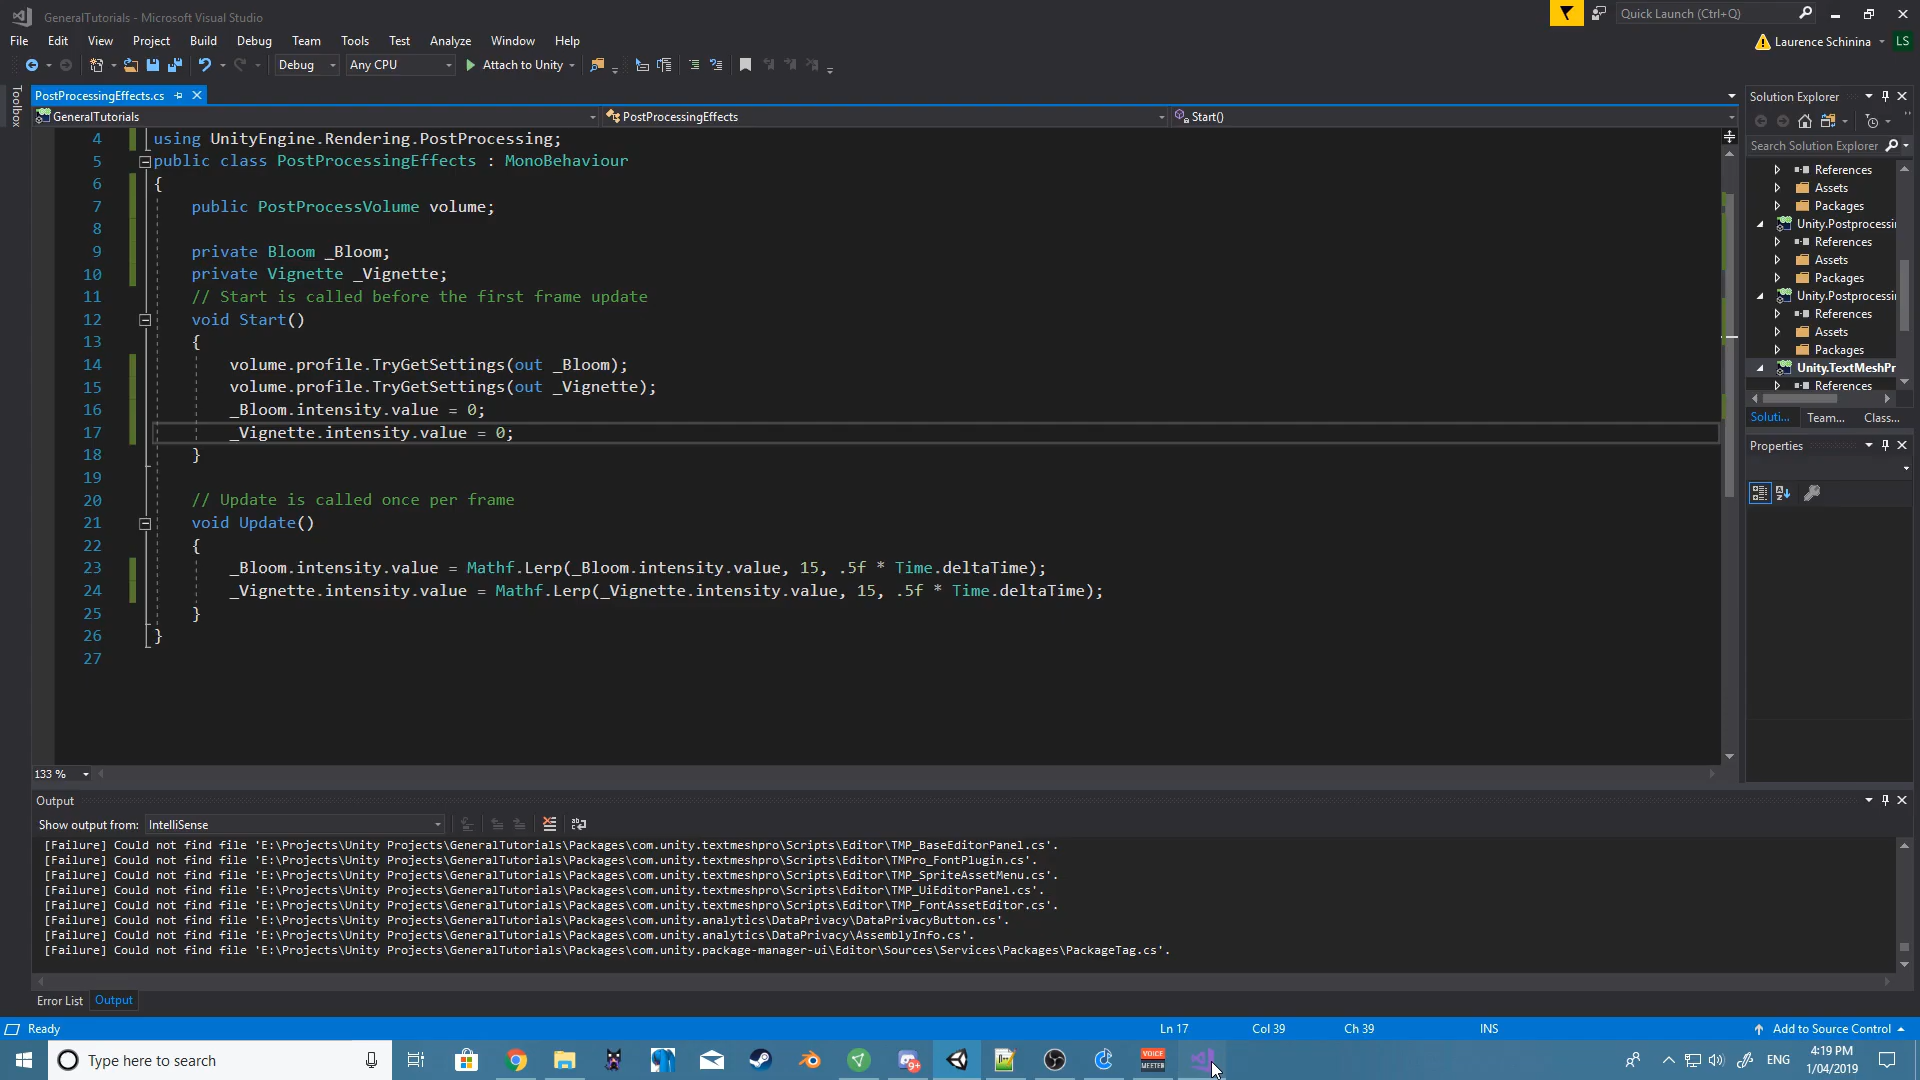 GeneralTutorials - Microsoft Visual Studio
Quick Launch (Ctrl+Q)
File Edit View Project Build Debug Team Tools Test Analyze Window Help
Laurence Schinina LS
Debug Any CPU Attach to Unity
Toolbox
PostProcessingEffects.cs
GeneralTutorials PostProcessingEffects Start()
4 using UnityEngine.Rendering.PostProcessing;
5 public class PostProcessingEffects : MonoBehaviour
6 {
7 public PostProcessVolume volume;
8
9 private Bloom _Bloom;
10 private Vignette _Vignette;
11 // Start is called before the first frame update
12 void Start()
13 {
14 volume.profile.TryGetSettings(out _Bloom);
15 volume.profile.TryGetSettings(out _Vignette);
16 _Bloom.intensity.value = 0;
17 _Vignette.intensity.value = 0;
18 }
19
20 // Update is called once per frame
21 void Update()
22 {
23 _Bloom.intensity.value = Mathf.Lerp(_Bloom.intensity.value, 15, .5f * Time.deltaTime);
24 _Vignette.intensity.value = Mathf.Lerp(_Vignette.intensity.value, 15, .5f * Time.deltaTime);
25 }
26 }
27
133 %
Solution Explorer
Search Solution Explorer
References
Assets
Packages
Unity.Postprocessi
References
Assets
Packages
Unity.Postprocessi
References
Assets
Packages
Unity.TextMeshPr
References
Soluti... Team... Class...
Properties
Output
Show output from: IntelliSense
[Failure] Could not find file 'E:\Projects\Unity Projects\GeneralTutorials\Packages\com.unity.textmeshpro\Scripts\Editor\TMP_BaseEditorPanel.cs'.
[Failure] Could not find file 'E:\Projects\Unity Projects\GeneralTutorials\Packages\com.unity.textmeshpro\Scripts\Editor\TMPro_FontPlugin.cs'.
[Failure] Could not find file 'E:\Projects\Unity Projects\GeneralTutorials\Packages\com.unity.textmeshpro\Scripts\Editor\TMP_SpriteAssetMenu.cs'.
[Failure] Could not find file 'E:\Projects\Unity Projects\GeneralTutorials\Packages\com.unity.textmeshpro\Scripts\Editor\TMP_UiEditorPanel.cs'.
[Failure] Could not find file 'E:\Projects\Unity Projects\GeneralTutorials\Packages\com.unity.textmeshpro\Scripts\Editor\TMP_FontAssetEditor.cs'.
[Failure] Could not find file 'E:\Projects\Unity Projects\GeneralTutorials\Packages\com.unity.analytics\DataPrivacy\DataPrivacyButton.cs'.
[Failure] Could not find file 'E:\Projects\Unity Projects\GeneralTutorials\Packages\com.unity.analytics\DataPrivacy\AssemblyInfo.cs'.
[Failure] Could not find file 'E:\Projects\Unity Projects\GeneralTutorials\Packages\com.unity.package-manager-ui\Editor\Sources\Services\Packages\PackageTag.cs'.
Error List Output
Ready Ln 17 Col 39 Ch 39 INS Add to Source Control
Type here to search
9+
VOICE MEETER
ENG
4:19 PM
1/04/2019